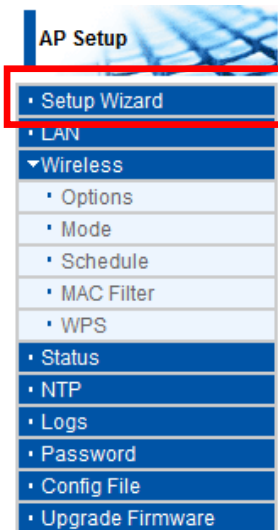 AP Setup
Setup Wizard
LAN
Wireless
Options
Mode
Schedule
MAC Filter
WPS
Status
NTP
Logs
Password
Config File
Upgrade Firmware